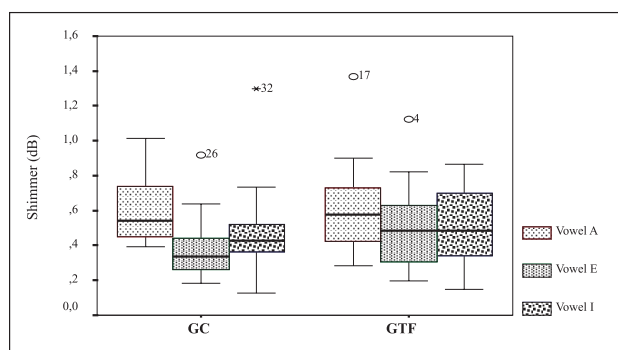 1,6
1,4
1,2
1,0
,8
,6
,4
,2
0,0
Shimmer (dB)
26
32
17
4
GC
GTF
Vowel A
Vowel E
Vowel I